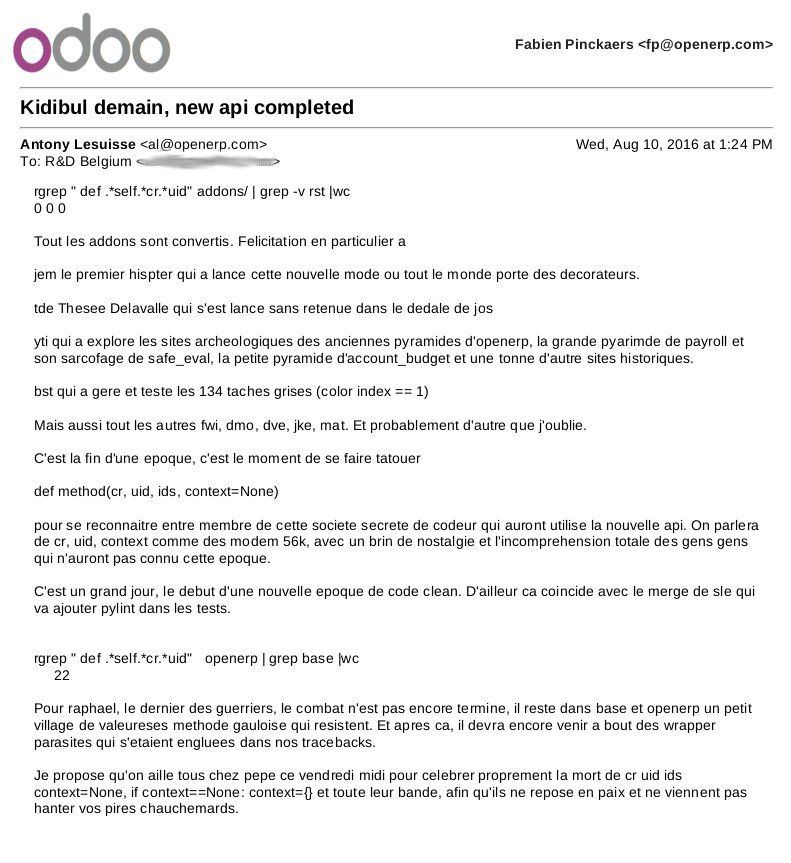 odoo
Fabien Pinckaers <fp@openerp.com>
Kidibul demain, new api completed
Antony Lesuisse <al@openerp.com>
Wed, Aug 10, 2016 at 1:24 PM
To: R&D Belgium < >
rgrep " def .*self.*cr.*uid" addons/ | grep -v rst |wc
0 0 0
Tout les addons sont convertis. Felicitation en particulier a
jem le premier hispter qui a lance cette nouvelle mode ou tout le monde porte des decorateurs.
tde Thesee Delavalle qui s'est lance sans retenue dans le dedale de jos
yti qui a explore les sites archeologiques des anciennes pyramides d'openerp, la grande pyarimde de payroll et
son sarcofage de safe_eval, la petite pyramide d'account_budget et une tonne d'autre sites historiques.
bst qui a gere et teste les 134 taches grises (color index == 1)
Mais aussi tout les autres fwi, dmo, dve, jke, mat. Et probablement d'autre que j'oublie.
C'est la fin d'une epoque, c'est le moment de se faire tatouer
def method(cr, uid, ids, context=None)
pour se reconnaitre entre membre de cette societe secrete de codeur qui auront utilise la nouvelle api. On parlera
de cr, uid, context comme des modem 56k, avec un brin de nostalgie et l'incomprehension totale des gens gens
qui n'auront pas connu cette epoque.
C'est un grand jour, le debut d'une nouvelle epoque de code clean. D'ailleur ca coincide avec le merge de sle qui
va ajouter pylint dans les tests.
rgrep " def .*self.*cr.*uid" openerp | grep base |wc
22
Pour raphael, le dernier des guerriers, le combat n'est pas encore termine, il reste dans base et openerp un petit
village de valeureses methode gauloise qui resistent. Et apres ca, il devra encore venir a bout des wrapper
parasites qui s'etaient engluees dans nos tracebacks.
Je propose qu'on aille tous chez pepe ce vendredi midi pour celebrer proprement la mort de cr uid ids
context=None, if context==None: context={} et toute leur bande, afin qu'ils ne repose en paix et ne viennent pas
hanter vos pires chauchemards.